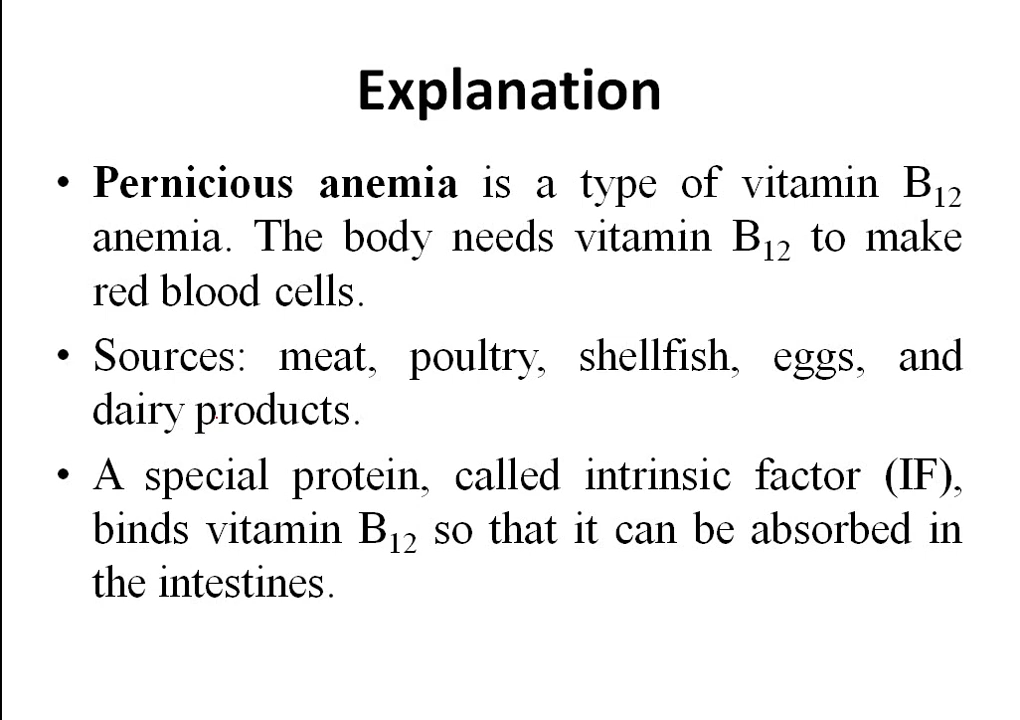 Explanation
• Pernicious anemia is a type of vitamin B₁₂
anemia. The body needs vitamin B₁₂ to make
red blood cells.
• Sources: meat, poultry, shellfish, eggs, and
dairy products.
• A special protein, called intrinsic factor (IF),
binds vitamin B₁₂ so that it can be absorbed in
the intestines.